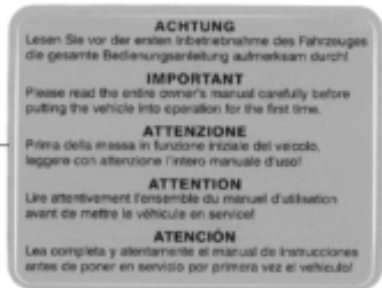 ACHTUNG
Lesen Sie vor der ersten Inbetriebnahme des Fahrzeuges
die gesamte Bedienungsanleitung aufmerksam durch!
IMPORTANT
Please read the entire owner's manual carefully before
putting the vehicle into operation for the first time.
ATTENZIONE
Prima della messa in funzione iniziale del veicolo,
leggere con attenzione l'intero manuale d'uso!
ATTENTION
Lire attentivement l'ensemble du manuel d'utilisation
avant de mettre le véhicule en service!
ATENCIÓN
Lea completa y atentamente el manual de instrucciones
antes de poner en servicio por primera vez el vehículo!